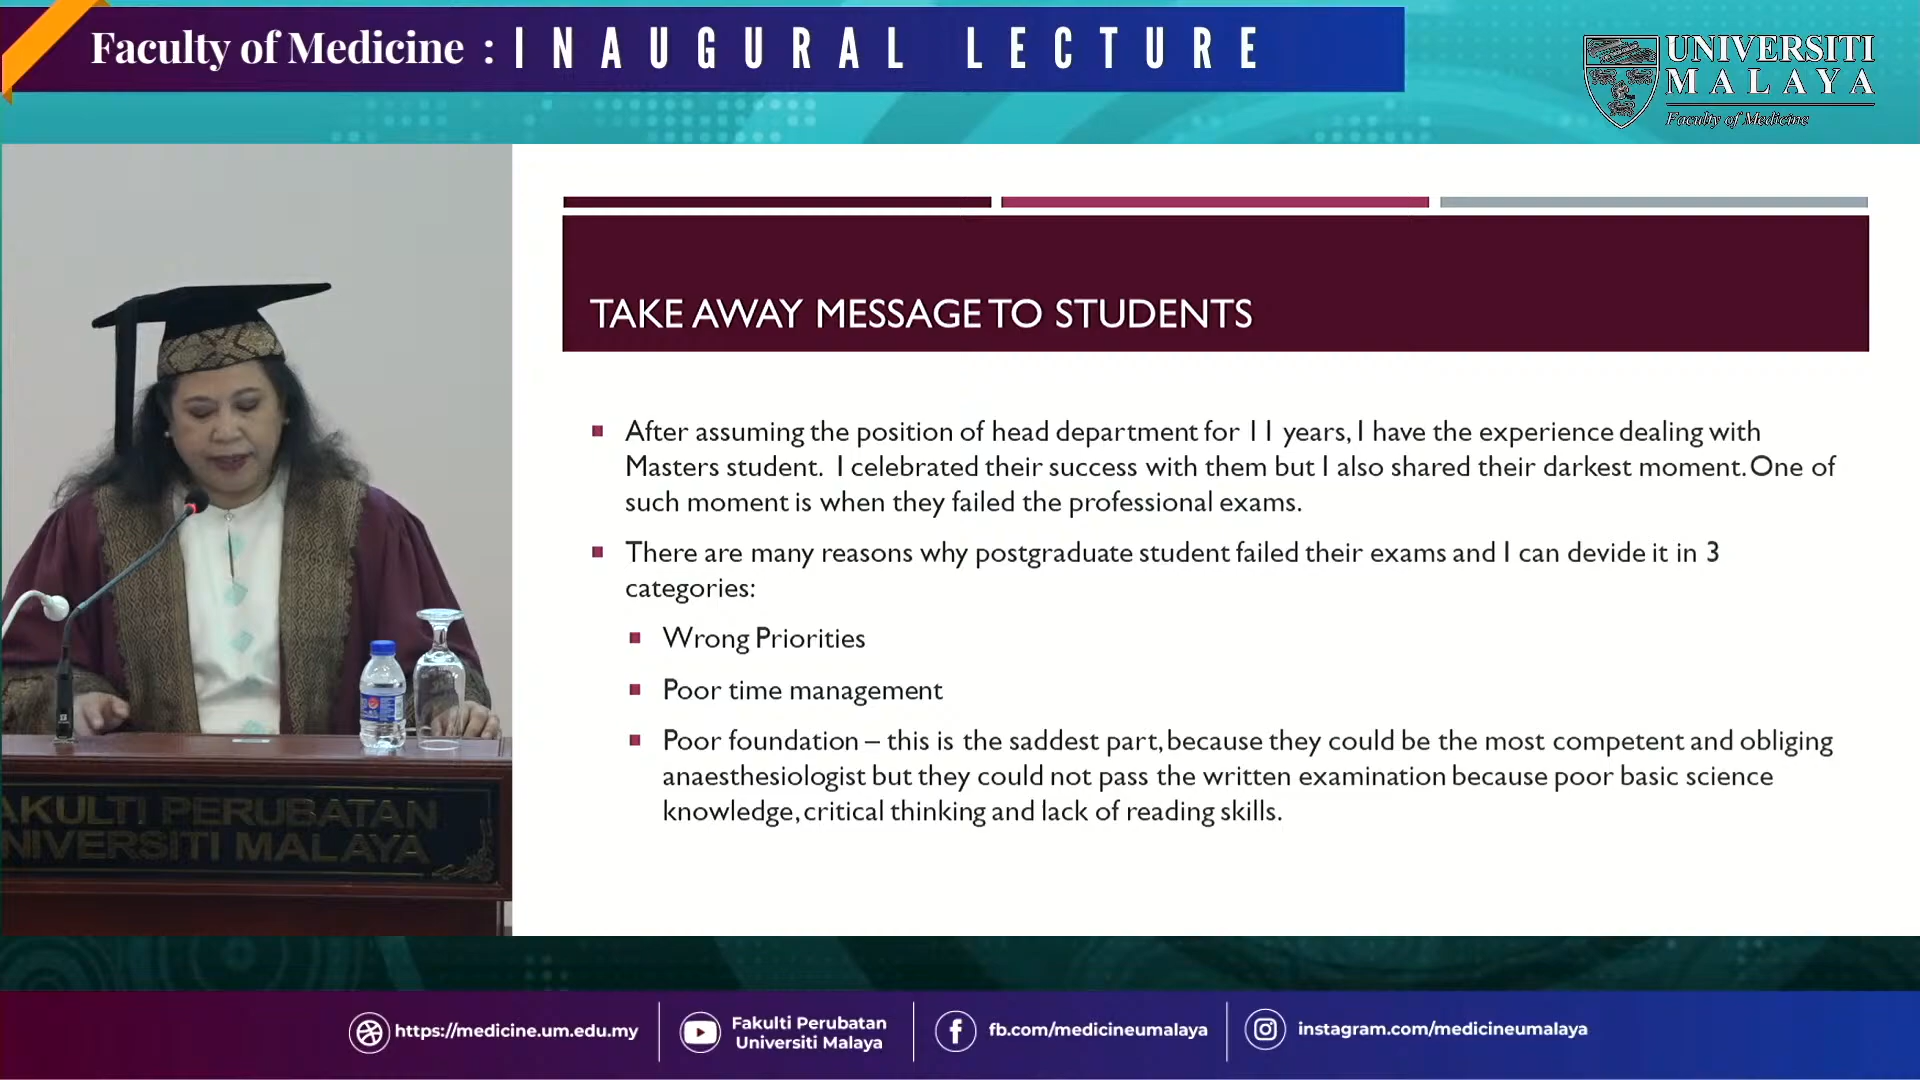 Faculty of Medicine : INAUGURAL LECTURE
UNIVERSITI
MALAYA
Faculty of Medicine
TAKE AWAY MESSAGE TO STUDENTS
After assuming the position of head department for 11 years, I have the experience dealing with
Masters student.  I celebrated their success with them but I also shared their darkest moment. One of
such moment is when they failed the professional exams.
There are many reasons why postgraduate student failed their exams and I can devide it in 3
categories:
Wrong Priorities
Poor time management
Poor foundation – this is the saddest part, because they could be the most competent and obliging
anaesthesiologist but they could not pass the written examination because poor basic science
knowledge, critical thinking and lack of reading skills.
AKULTI PERUBATAN
NIVERSITI MALAYA
https://medicine.um.edu.my
Fakulti Perubatan
Universiti Malaya
fb.com/medicineumalaya
instagram.com/medicineumalaya